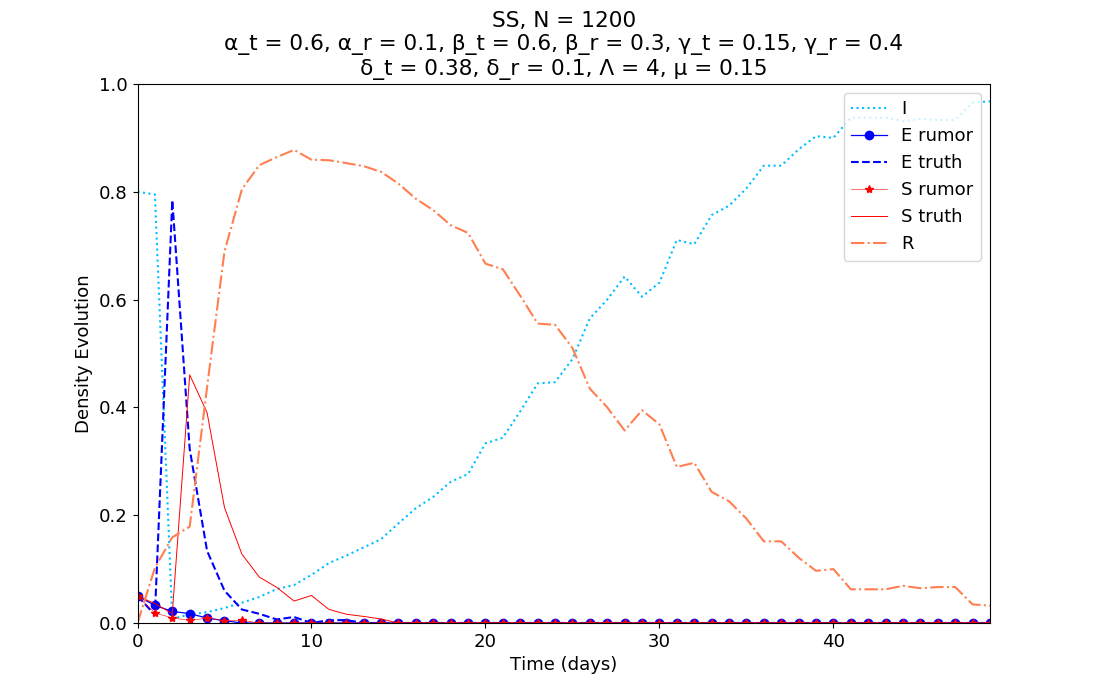 SS, N = 1200
α_t = 0.6, α_r = 0.1, β_t = 0.6, β_r = 0.3, γ_t = 0.15, γ_r = 0.4
δ_t = 0.38, δ_r = 0.1, Λ = 4, μ = 0.15
1.0
0.8
0.6
0.4
0.2
0.0
Density Evolution
I
E rumor
E truth
S rumor
S truth
R
0 10 20 30 40
Time (days)